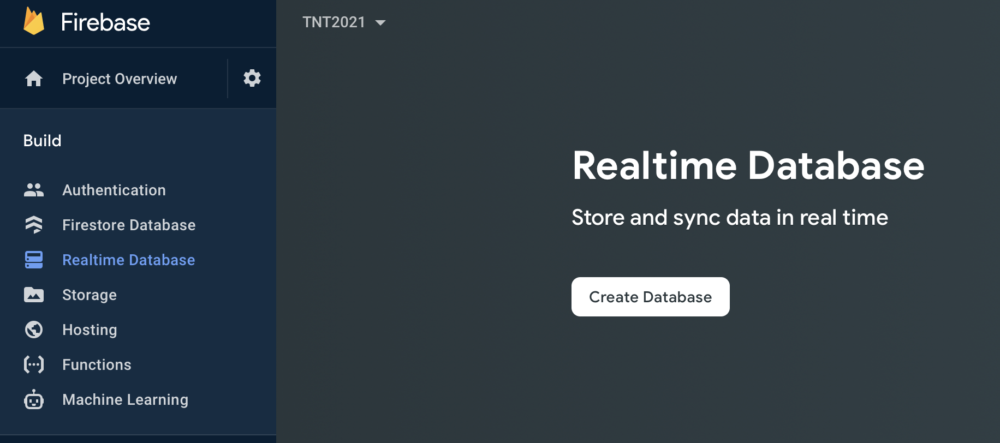 Firebase
Project Overview
Build
Authentication
Firestore Database
Realtime Database
Storage
Hosting
Functions
Machine Learning
TNT2021
Realtime Database
Store and sync data in real time
Create Database